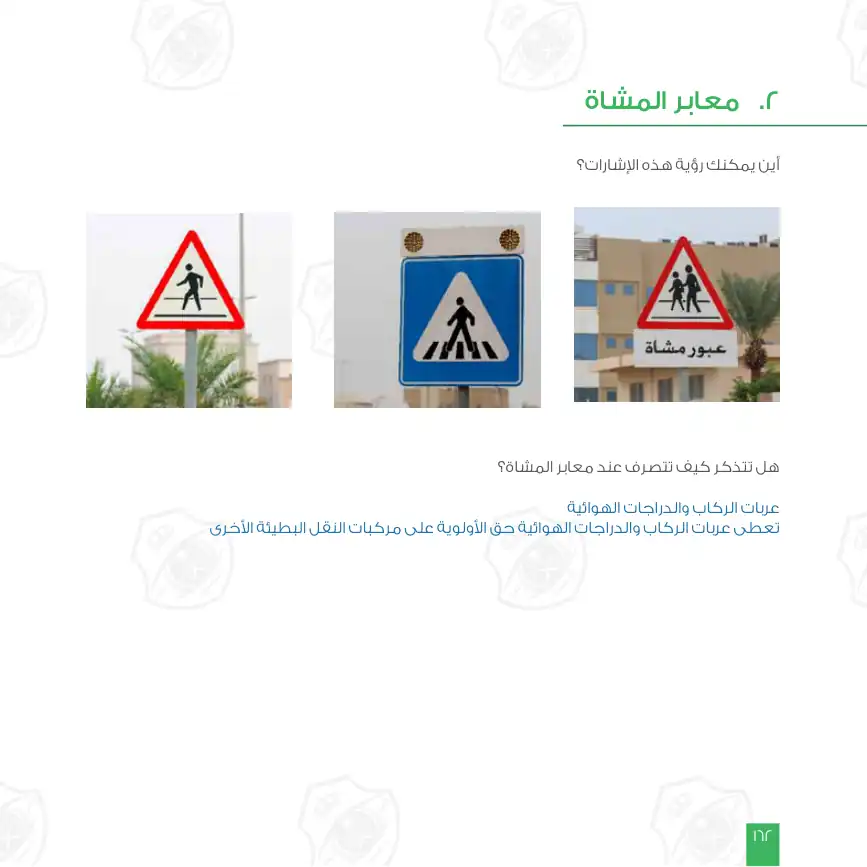 ٢. معابر المشاة
أين يمكنك رؤية هذه الإشارات؟
عبور مشاة
هل تتذكر كيف تتصرف عند معابر المشاة؟
عربات الركاب والدراجات الهوائية
تعطى عربات الركاب والدراجات الهوائية حق الأولوية على مركبات النقل البطيئة الأخرى
١٦٢